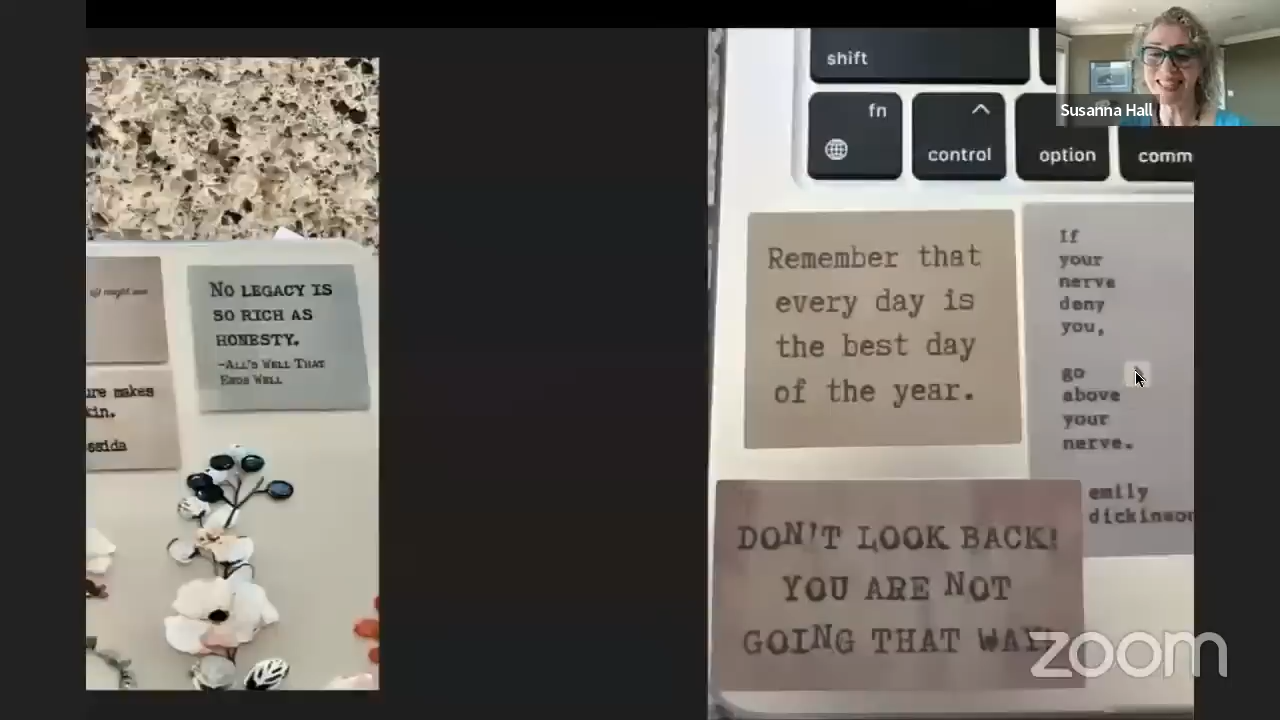 No legacy is
so rich as
honesty.
-All's Well That
Ends Well
ure makes
kin.
ssida
shift
fn
control
option
comm
Remember that
every day is
the best day
of the year.
If
your
nerve
deny
you,
go
above
your
nerve.
emily
dickinson
DON'T LOOK BACK!
YOU ARE NOT
GOING THAT WAY!
Susanna Hall
zoom